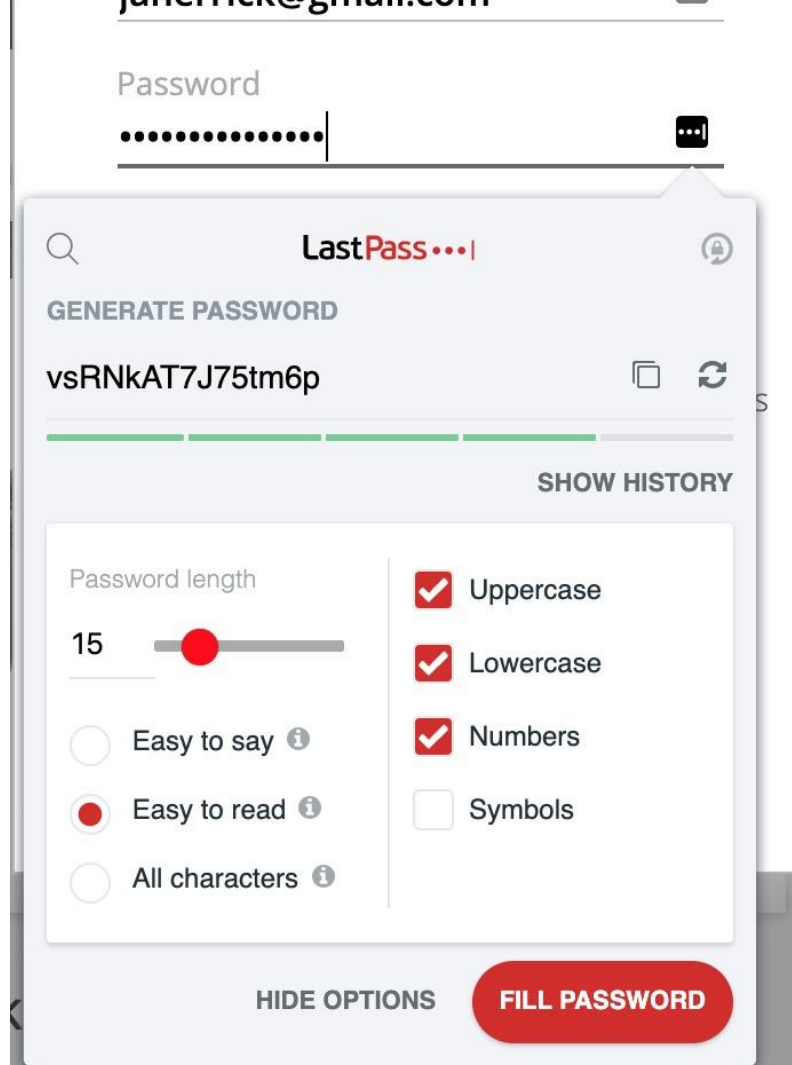 Password
•••••••••••••••
LastPass•••|
GENERATE PASSWORD
vsRNkAT7J75tm6p
SHOW HISTORY
Password length
15
Easy to say
Easy to read
All characters
Uppercase
Lowercase
Numbers
Symbols
HIDE OPTIONS
FILL PASSWORD